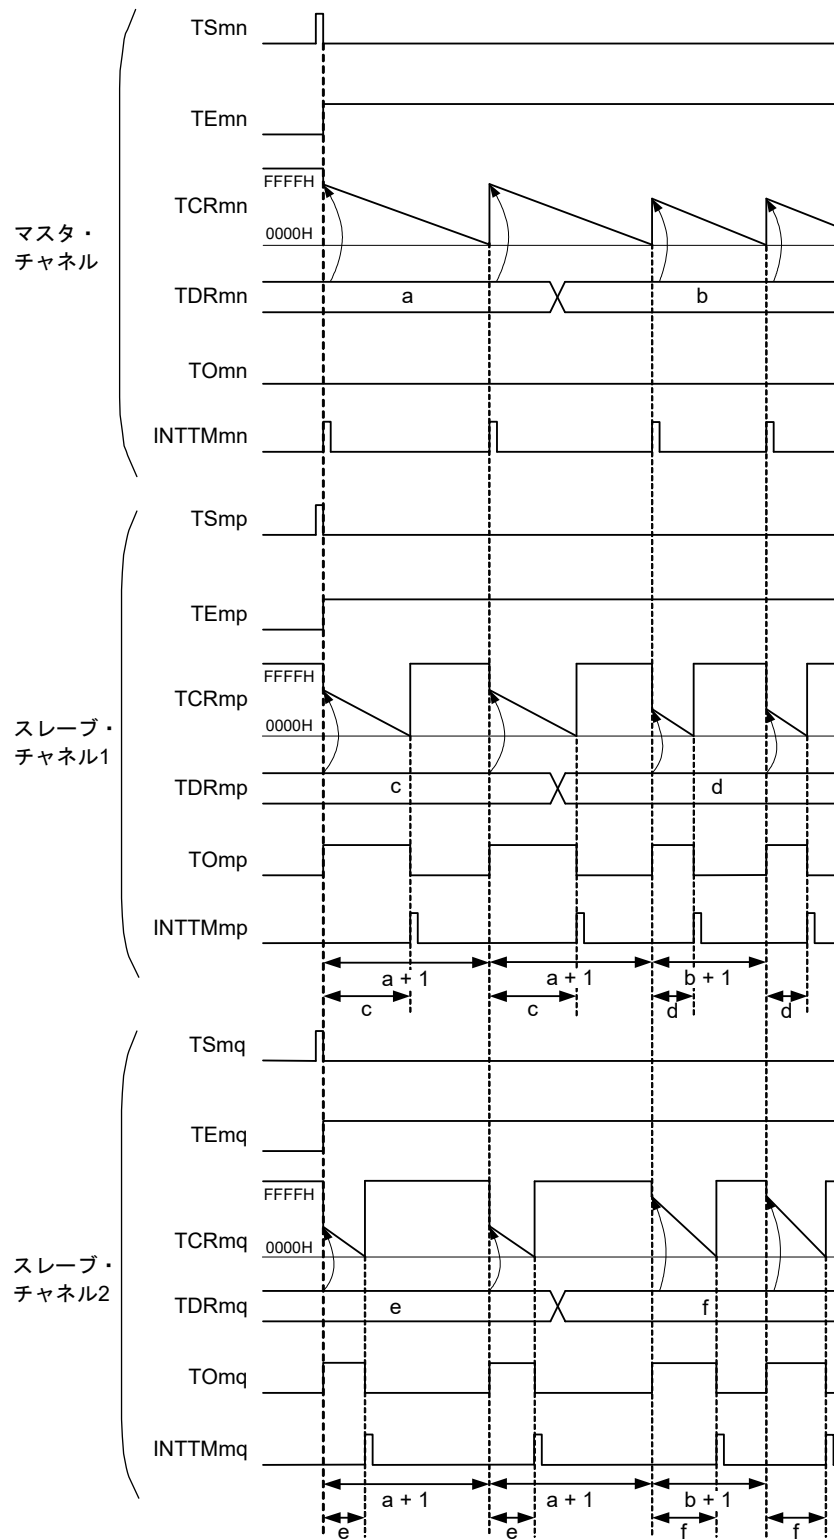 マスタ・
チャネル
TSmn
TEmn
TCRmn
FFFFH
0000H
TDRmn
a
b
TOmn
INTTMmn
スレーブ・
チャネル1
TSmp
TEmp
TCRmp
FFFFH
0000H
TDRmp
c
d
TOmp
INTTMmp
a + 1
a + 1
b + 1
c
c
d
d
スレーブ・
チャネル2
TSmq
TEmq
TCRmq
FFFFH
0000H
TDRmq
e
f
TOmq
INTTMmq
a + 1
a + 1
b + 1
e
e
f
f